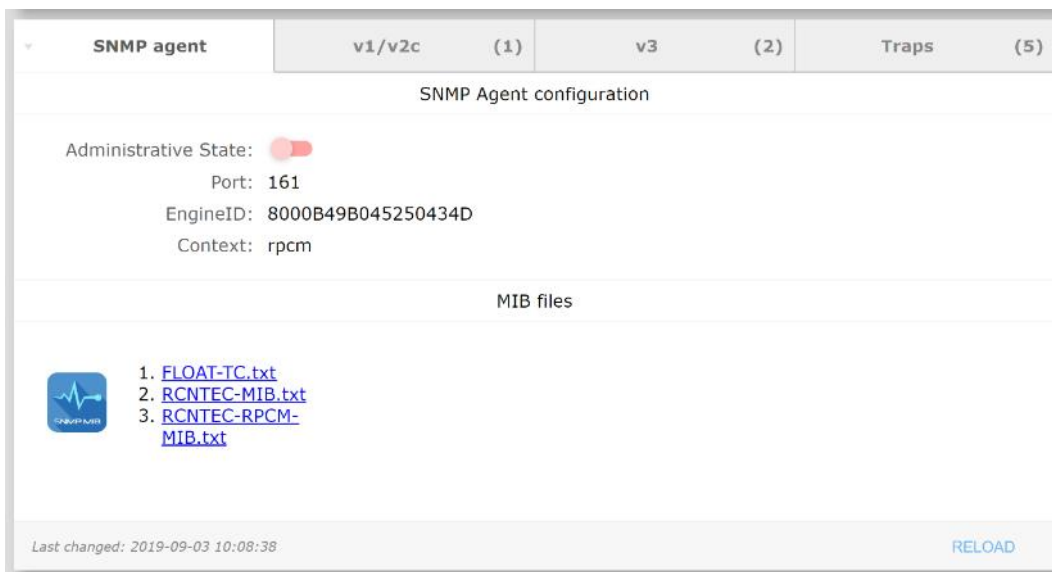 SNMP agent v1/v2c (1) v3 (2) Traps (5)
SNMP Agent configuration
Administrative State:
Port: 161
EngineID: 8000B49B045250434D
Context: rpcm
MIB files
SNMP MIB
1. FLOAT-TC.txt
2. RCNTEC-MIB.txt
3. RCNTEC-RPCM-
MIB.txt
Last changed: 2019-09-03 10:08:38 RELOAD